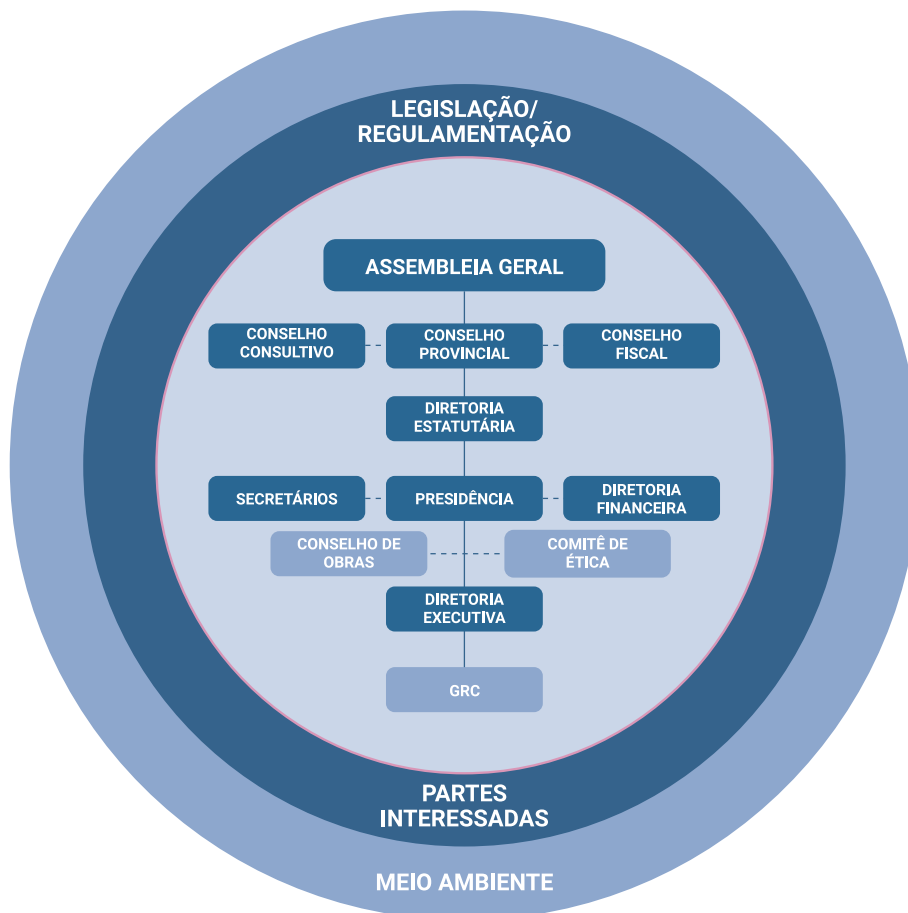 LEGISLAÇÃO/
REGULAMENTAÇÃO
ASSEMBLEIA GERAL
CONSELHO
CONSULTIVO
CONSELHO
PROVINCIAL
CONSELHO
FISCAL
DIRETORIA
ESTATUTÁRIA
SECRETÁRIOS
PRESIDÊNCIA
DIRETORIA
FINANCEIRA
CONSELHO DE
OBRAS
COMITÊ DE
ÉTICA
DIRETORIA
EXECUTIVA
GRC
PARTES
INTERESSADAS
MEIO AMBIENTE